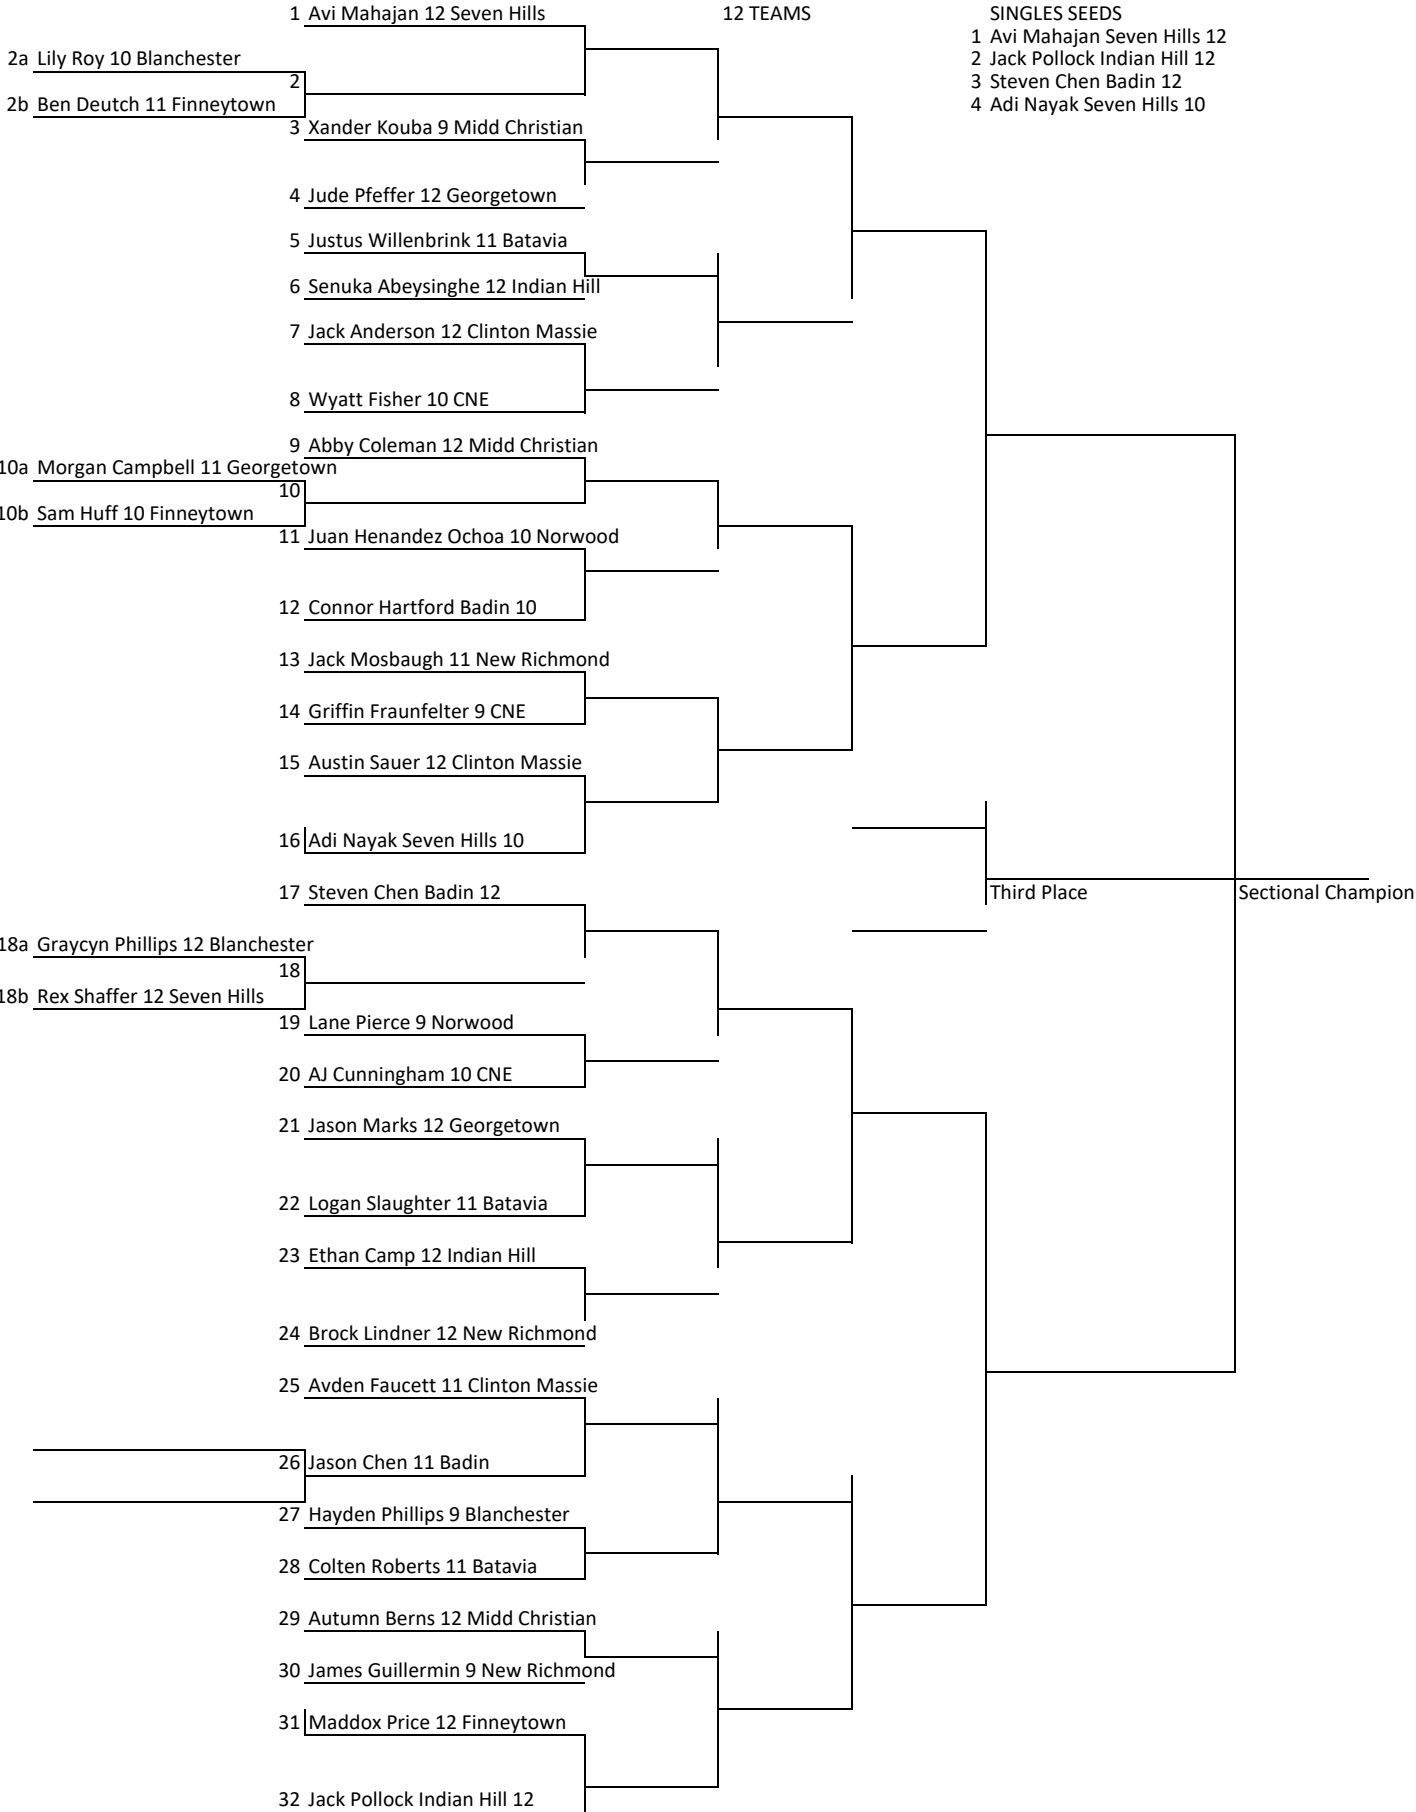 1 Avi Mahajan 12 Seven Hills
12 TEAMS
SINGLES SEEDS
1 Avi Mahajan Seven Hills 12
2 Jack Pollock Indian Hill 12
3 Steven Chen Badin 12
4 Adi Nayak Seven Hills 10
2a Lily Roy 10 Blanchester
2
2b Ben Deutch 11 Finneytown
3 Xander Kouba 9 Midd Christian
4 Jude Pfeffer 12 Georgetown
5 Justus Willenbrink 11 Batavia
6 Senuka Abeysinghe 12 Indian Hill
7 Jack Anderson 12 Clinton Massie
8 Wyatt Fisher 10 CNE
9 Abby Coleman 12 Midd Christian
10a Morgan Campbell 11 Georgetown
10
10b Sam Huff 10 Finneytown
11 Juan Henandez Ochoa 10 Norwood
12 Connor Hartford Badin 10
13 Jack Mosbaugh 11 New Richmond
14 Griffin Fraunfelter 9 CNE
15 Austin Sauer 12 Clinton Massie
16 Adi Nayak Seven Hills 10
17 Steven Chen Badin 12
Third Place
Sectional Champion
18a Graycyn Phillips 12 Blanchester
18
18b Rex Shaffer 12 Seven Hills
19 Lane Pierce 9 Norwood
20 AJ Cunningham 10 CNE
21 Jason Marks 12 Georgetown
22 Logan Slaughter 11 Batavia
23 Ethan Camp 12 Indian Hill
24 Brock Lindner 12 New Richmond
25 Avden Faucett 11 Clinton Massie
26 Jason Chen 11 Badin
27 Hayden Phillips 9 Blanchester
28 Colten Roberts 11 Batavia
29 Autumn Berns 12 Midd Christian
30 James Guillermin 9 New Richmond
31 Maddox Price 12 Finneytown
32 Jack Pollock Indian Hill 12